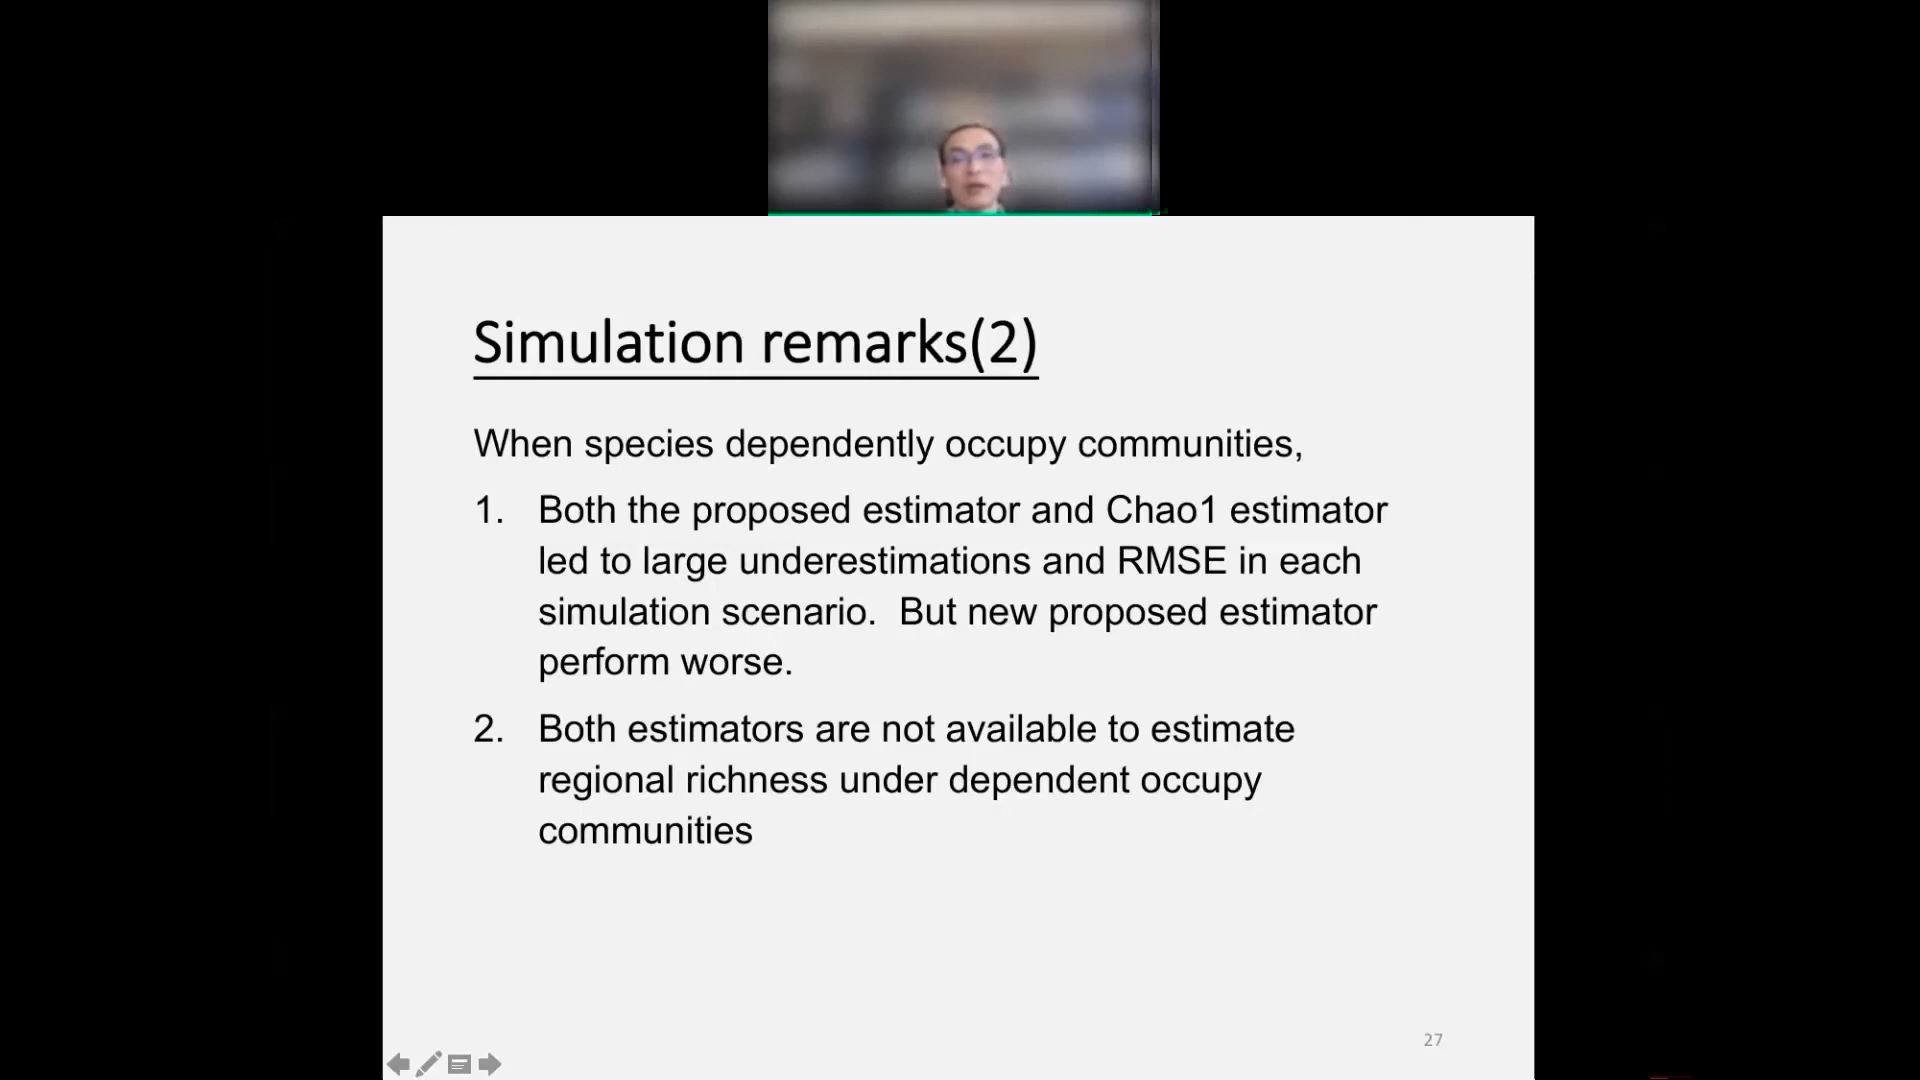 Simulation remarks(2)
When species dependently occupy communities,
1. Both the proposed estimator and Chao1 estimator
led to large underestimations and RMSE in each
simulation scenario.  But new proposed estimator
perform worse.
2. Both estimators are not available to estimate
regional richness under dependent occupy
communities
27